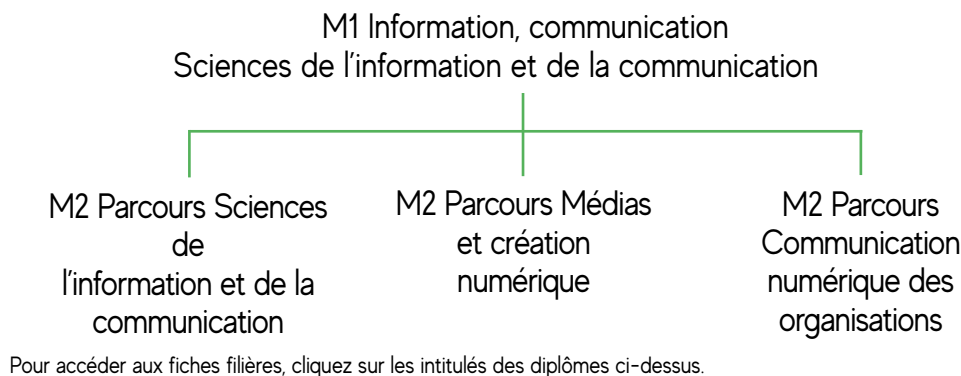 M1 Information, communication
Sciences de l'information et de la communication
M2 Parcours Sciences
de
l'information et de la
communication
M2 Parcours Médias
et création
numérique
M2 Parcours
Communication
numérique des
organisations
Pour accéder aux fiches filières, cliquez sur les intitulés des diplômes ci-dessus.